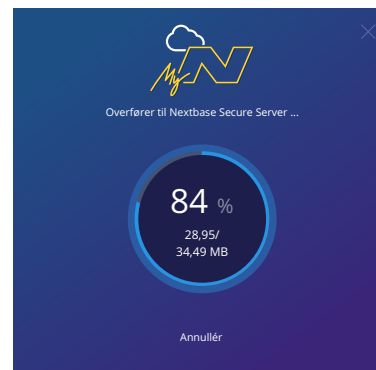 My N
Overfører til Nextbase Secure Server ...
84 %
28,95/
34,49 MB
Annullér